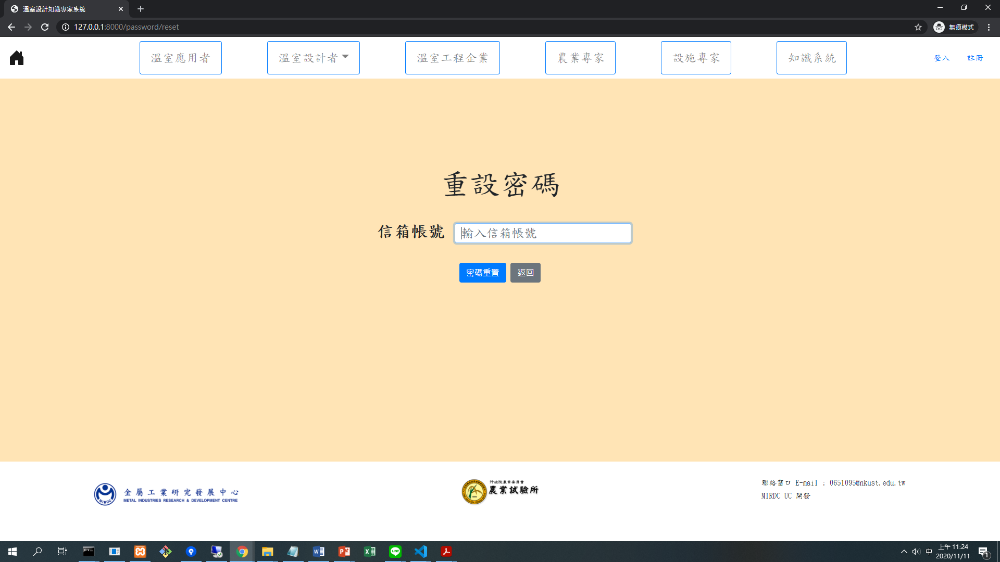 溫室設計知識專家系統
127.0.0.1:8000/password/reset
無痕模式
溫室應用者
溫室設計者
溫室工程企業
農業專家
設施專家
知識系統
登入
註冊
重設密碼
信箱帳號
輸入信箱帳號
密碼重置
返回
MIRDC
金屬工業研究發展中心
METAL INDUSTRIES RESEARCH & DEVELOPMENT CENTRE
行政院農業委員會
農業試驗所
聯絡窗口 E-mail : 0651095@nkust.edu.tw
MIRDC UC 開發
LINE
中
上午 11:24
2020/11/11
1